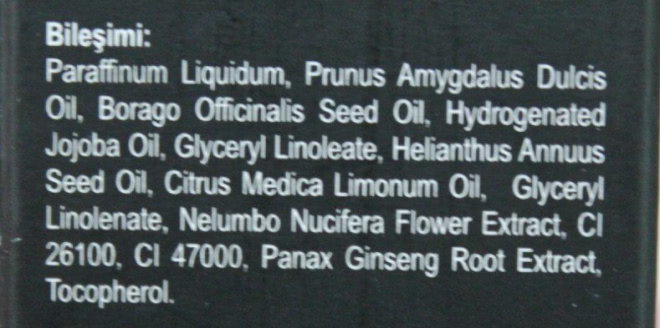 Bileşimi:
Paraffinum Liquidum, Prunus Amygdalus Dulcis
Oil, Borago Officinalis Seed Oil, Hydrogenated
Jojoba Oil, Glyceryl Linoleate, Helianthus Annuus
Seed Oil, Citrus Medica Limonum Oil, Glyceryl
Linolenate, Nelumbo Nucifera Flower Extract, CI
26100, CI 47000, Panax Ginseng Root Extract,
Tocopherol.